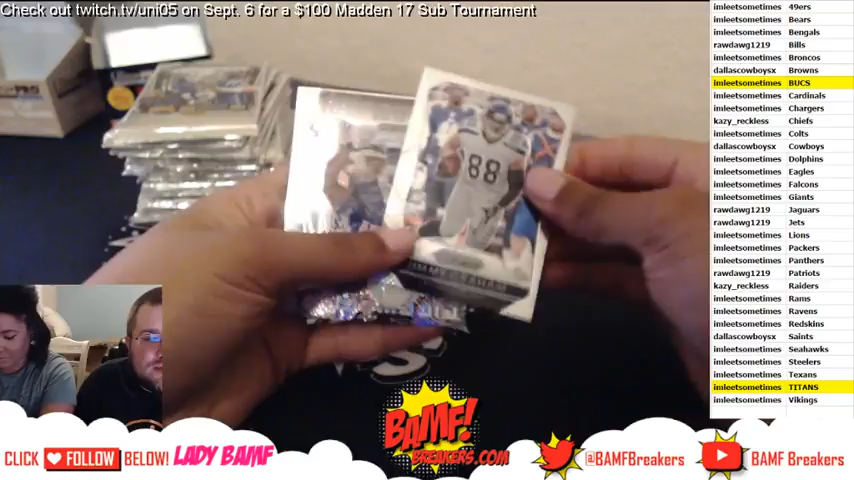 Check out twitch.tv/uni05 on Sept. 6 for a $100 Madden 17 Sub Tournament
imleetsometimes 49ers
imleetsometimes Bears
imleetsometimes Bengals
rawdawg1219 Bills
imleetsometimes Broncos
dallascowboysx Browns
imleetsometimes BUCS
imleetsometimes Cardinals
imleetsometimes Chargers
kazy_reckless Chiefs
imleetsometimes Colts
dallascowboysx Cowboys
imleetsometimes Dolphins
imleetsometimes Eagles
imleetsometimes Falcons
imleetsometimes Giants
rawdawg1219 Jaguars
rawdawg1219 Jets
imleetsometimes Lions
imleetsometimes Packers
imleetsometimes Panthers
rawdawg1219 Patriots
kazy_reckless Raiders
imleetsometimes Rams
imleetsometimes Ravens
imleetsometimes Redskins
dallascowboysx Saints
imleetsometimes Seahawks
imleetsometimes Steelers
imleetsometimes Texans
imleetsometimes TITANS
imleetsometimes Vikings
88
JIMMY GRAHAM
BAMF!
BREAKERS.COM
CLICK FOLLOW BELOW! LADY BAMF
@BAMFBreakers
BAMF Breakers